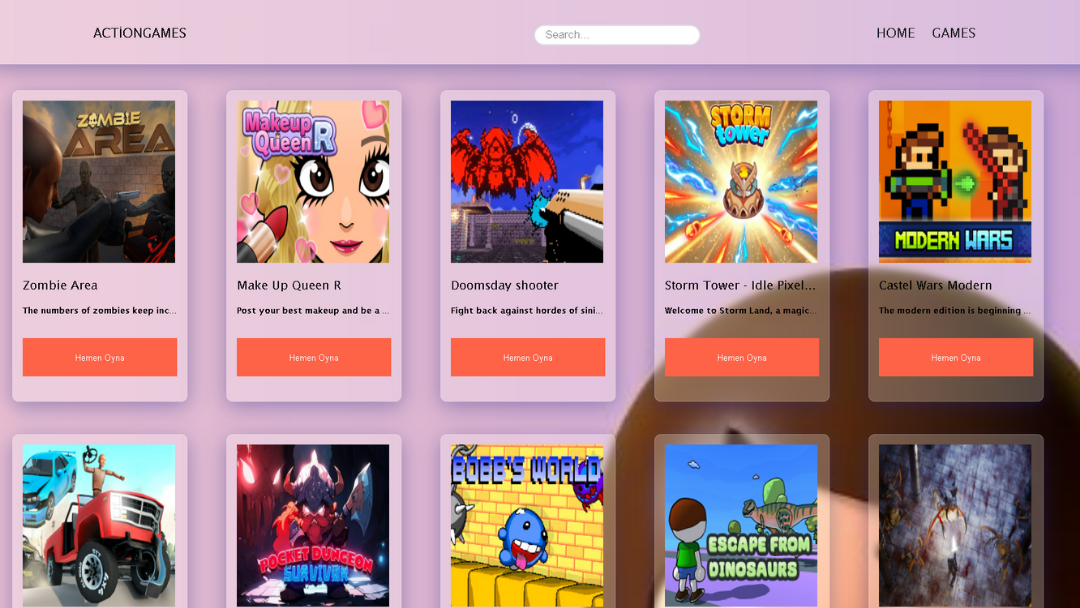 ACTİONGAMES
Search...
HOME
GAMES
ZOMBIE
AREA
Makeup
Queen R
STORM
tower
MODERN WARS
Zombie Area
Make Up Queen R
Doomsday shooter
Storm Tower - Idle Pixel...
Castel Wars Modern
The numbers of zombies keep inc...
Post your best makeup and be a ...
Fight back against hordes of sini...
Welcome to Storm Land, a magic...
The modern edition is beginning ...
Hemen Oyna
Hemen Oyna
Hemen Oyna
Hemen Oyna
Hemen Oyna
POCKET DUNGEON
SURVIVER
BOBB'S WORLD
ESCAPE FROM
DINOSAURS